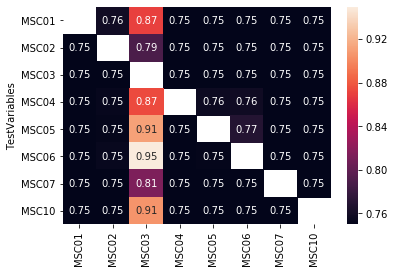 MSC01 0.76 0.87 0.75 0.75 0.75 0.75 0.75
MSC02 0.75 0.79 0.75 0.75 0.75 0.75 0.75
MSC03 0.75 0.75 0.75 0.75 0.75 0.75 0.75
MSC04 0.75 0.75 0.87 0.76 0.76 0.75 0.75
MSC05 0.75 0.75 0.91 0.75 0.77 0.75 0.75
MSC06 0.75 0.75 0.95 0.75 0.75 0.75 0.75
MSC07 0.75 0.75 0.81 0.75 0.75 0.75 0.75
MSC10 0.75 0.75 0.91 0.75 0.75 0.75 0.75
TestVariables
MSC01
MSC02
MSC03
MSC04
MSC05
MSC06
MSC07
MSC10
0.92
0.88
0.84
0.80
0.76